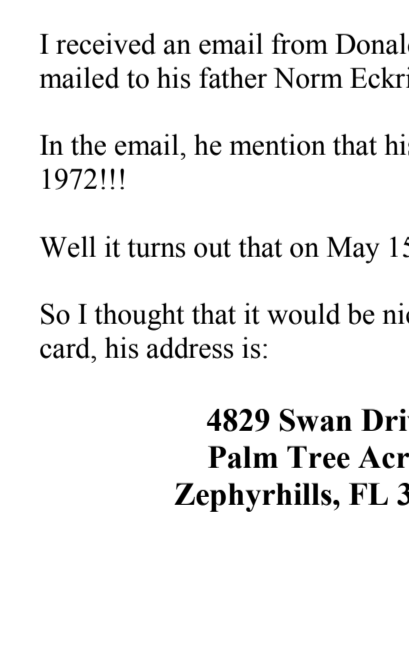 I received an email from Donal
mailed to his father Norm Eckri
In the email, he mention that his
1972!!!
Well it turns out that on May 15
So I thought that it would be nic
card, his address is:
4829 Swan Driv
Palm Tree Acr
Zephyrhills, FL 3